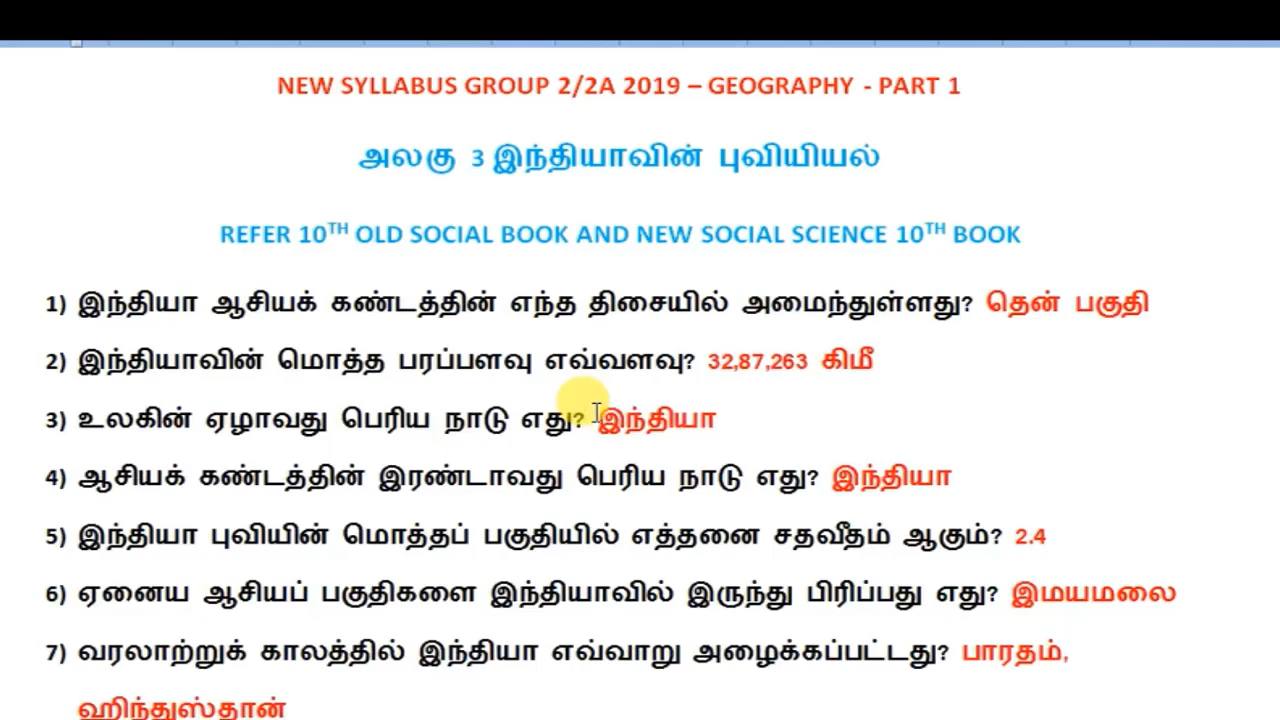 NEW SYLLABUS GROUP 2/2A 2019 – GEOGRAPHY - PART 1
அலகு 3 இந்தியாவின் புவியியல்
REFER 10TH OLD SOCIAL BOOK AND NEW SOCIAL SCIENCE 10TH BOOK
1) இந்தியா ஆசியக் கண்டத்தின் எந்த திசையில் அமைந்துள்ளது? தென் பகுதி
2) இந்தியாவின் மொத்த பரப்பளவு எவ்வளவு? 32,87,263 கிமீ
3) உலகின் ஏழாவது பெரிய நாடு எது? இந்தியா
4) ஆசியக் கண்டத்தின் இரண்டாவது பெரிய நாடு எது? இந்தியா
5) இந்தியா புவியின் மொத்தப் பகுதியில் எத்தனை சதவீதம் ஆகும்? 2.4
6) ஏனைய ஆசியப் பகுதிகளை இந்தியாவில் இருந்து பிரிப்பது எது? இமயமலை
7) வரலாற்றுக் காலத்தில் இந்தியா எவ்வாறு அழைக்கப்பட்டது? பாரதம்,
ஹிந்துஸ்தான்